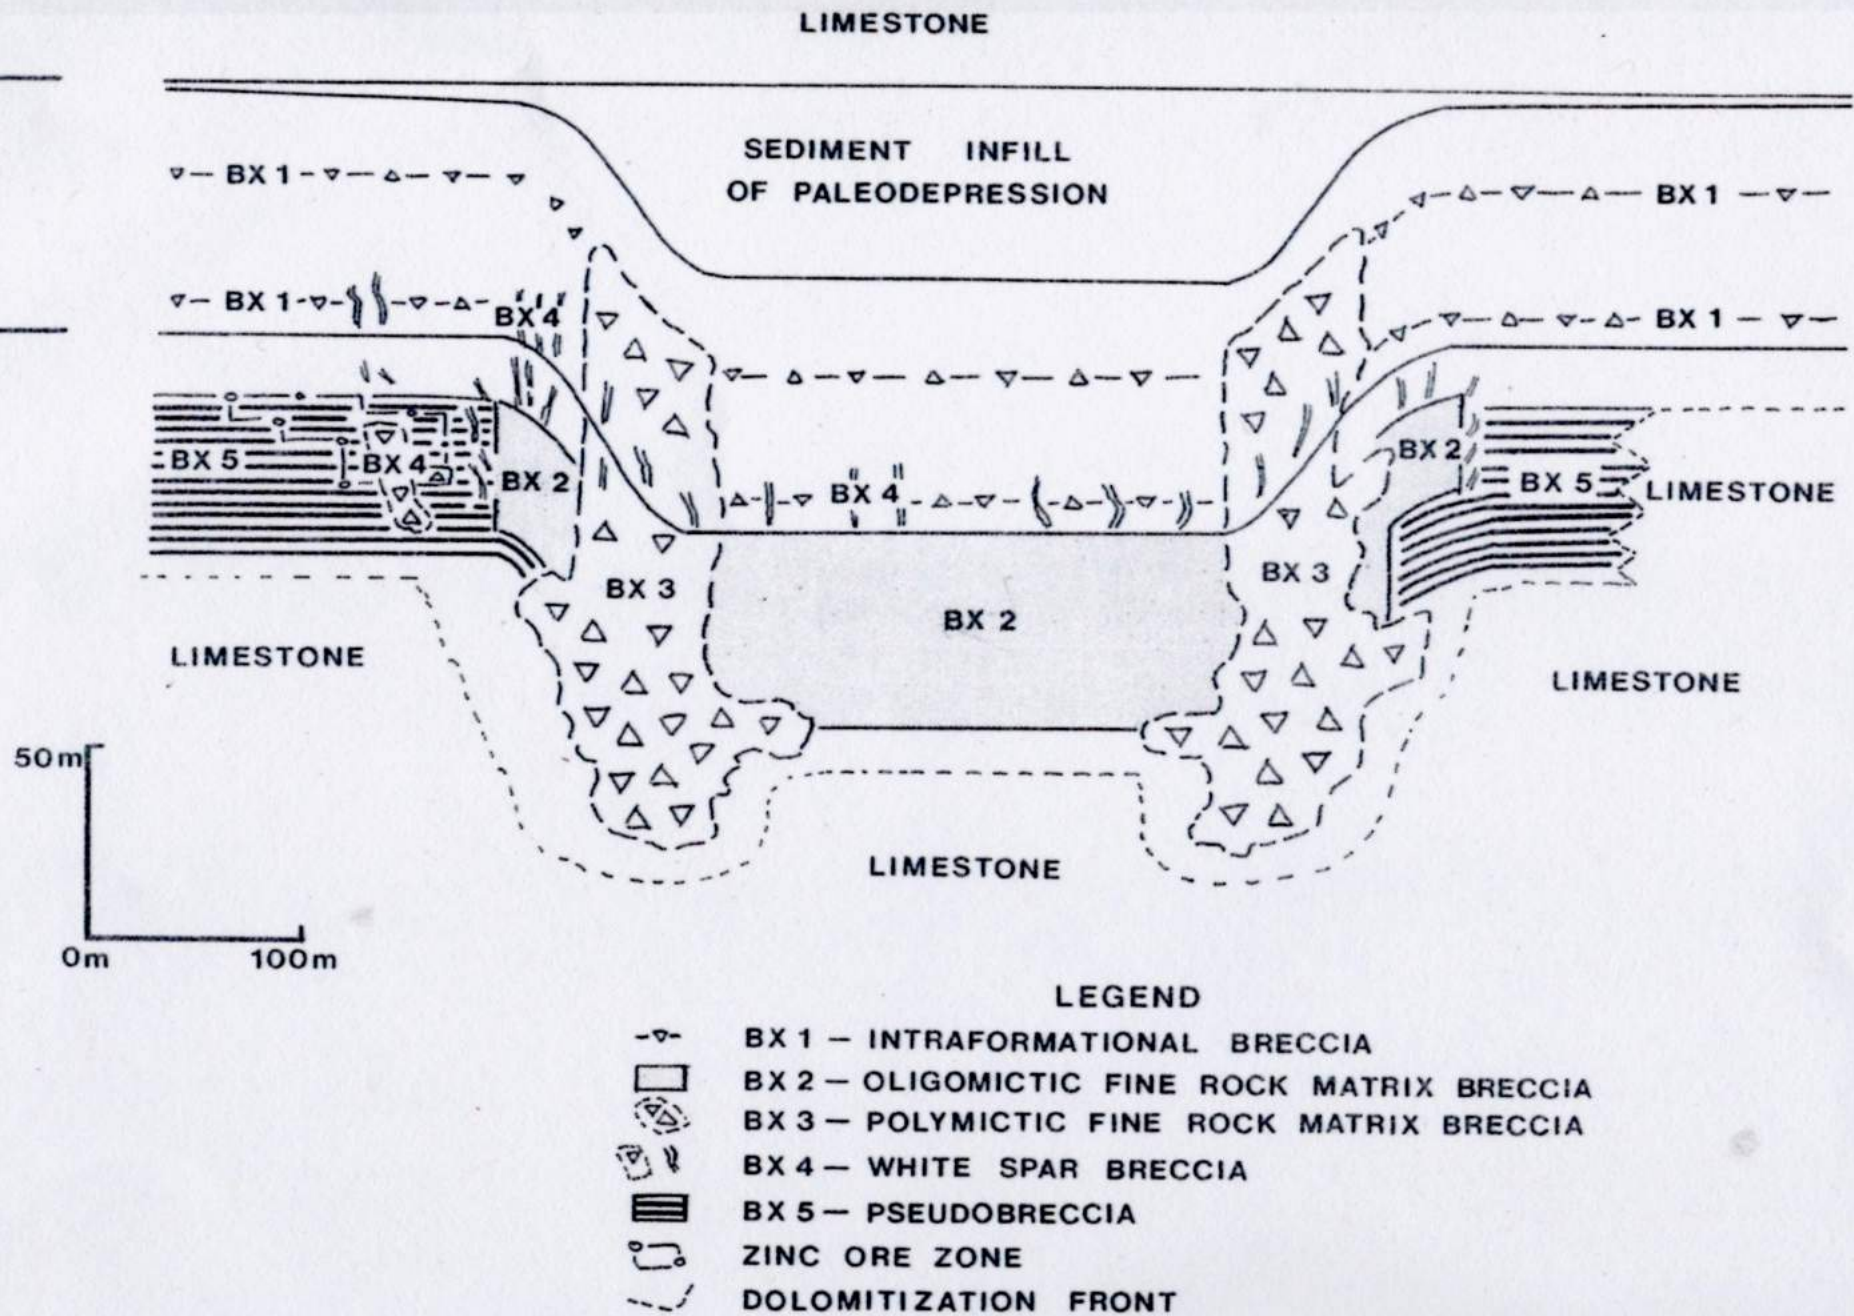 LIMESTONE
SEDIMENT INFILL
OF PALEODEPRESSION
BX 1
BX 1
BX 1
BX 4
BX 1
BX 5
BX 4
BX 2
BX 4
BX 2
BX 5
LIMESTONE
BX 3
BX 2
BX 3
LIMESTONE
LIMESTONE
50m
LIMESTONE
0m 100m
LEGEND
BX 1 – INTRAFORMATIONAL BRECCIA
BX 2 – OLIGOMICTIC FINE ROCK MATRIX BRECCIA
BX 3 – POLYMICTIC FINE ROCK MATRIX BRECCIA
BX 4 – WHITE SPAR BRECCIA
BX 5 – PSEUDOBRECCIA
ZINC ORE ZONE
DOLOMITIZATION FRONT